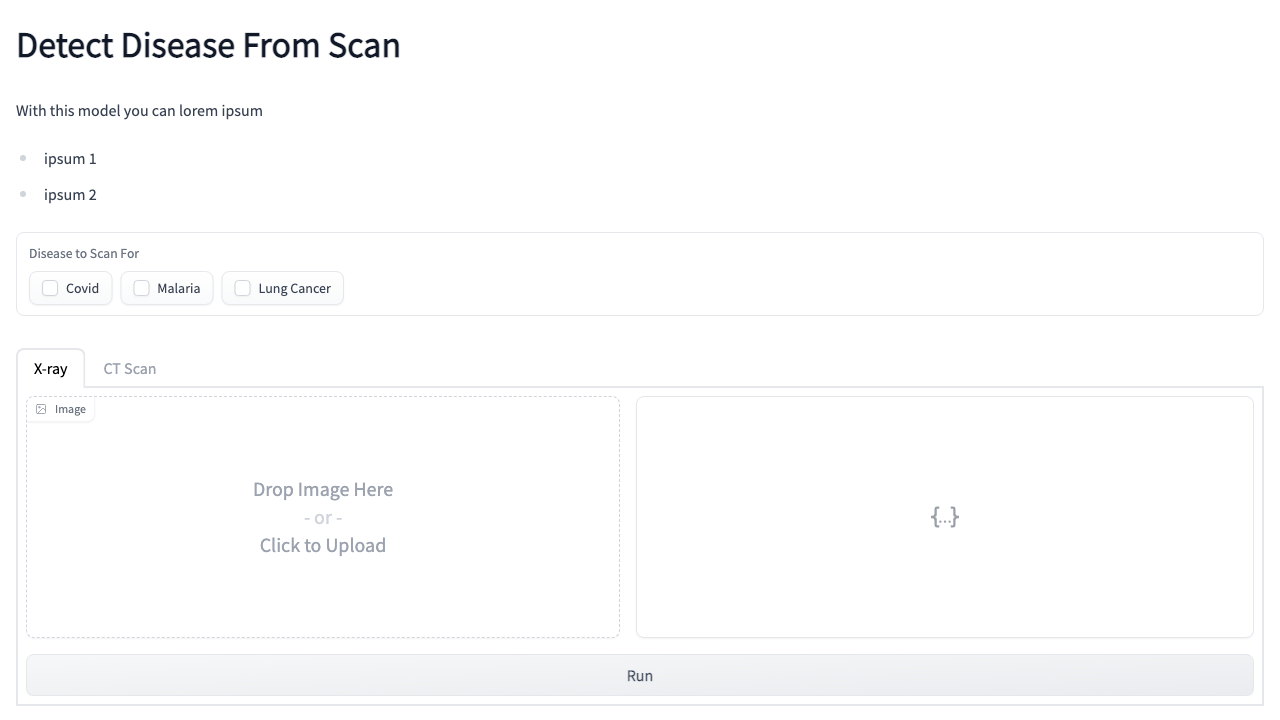 Detect Disease From Scan
With this model you can lorem ipsum
ipsum 1
ipsum 2
Disease to Scan For
Covid Malaria Lung Cancer
X-ray CT Scan
Image
Drop Image Here
- or -
Click to Upload
{...}
Run